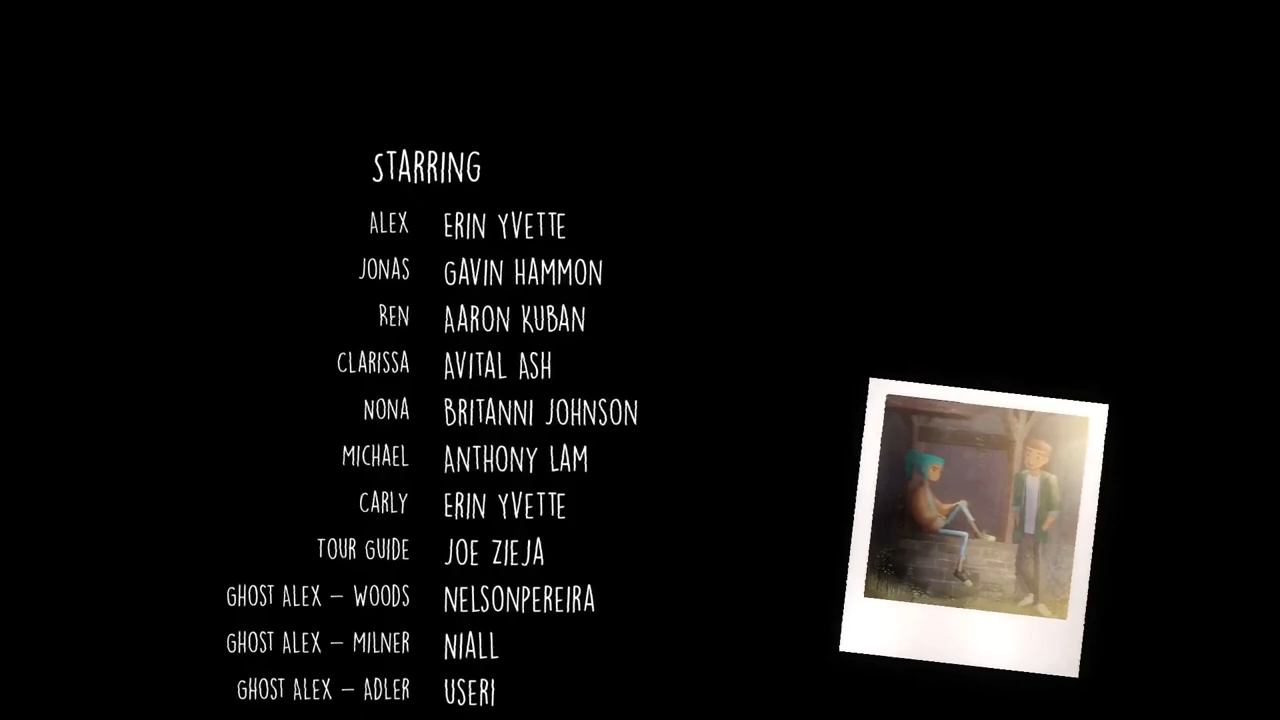 STARRING
ALEX ERIN YVETTE
JONAS GAVIN HAMMON
REN AARON KUBAN
CLARISSA AVITAL ASH
NONA BRITANNI JOHNSON
MICHAEL ANTHONY LAM
CARLY ERIN YVETTE
TOUR GUIDE JOE ZIEJA
GHOST ALEX – WOODS NELSONPEREIRA
GHOST ALEX – MILNER NIALL
GHOST ALEX – ADLER USER1